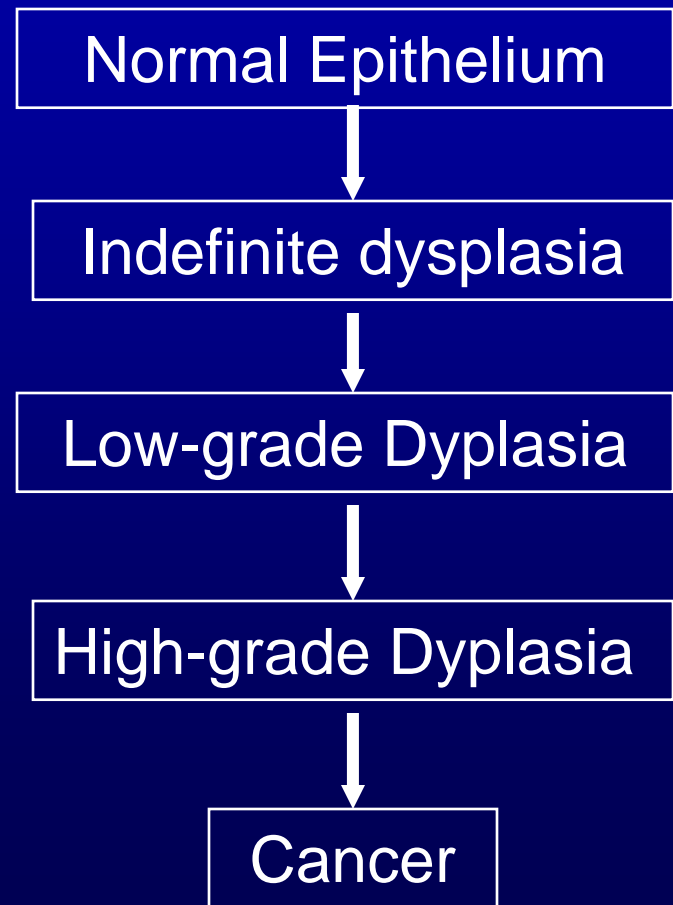 Normal Epithelium
Indefinite dysplasia
Low-grade Dyplasia
High-grade Dyplasia
Cancer